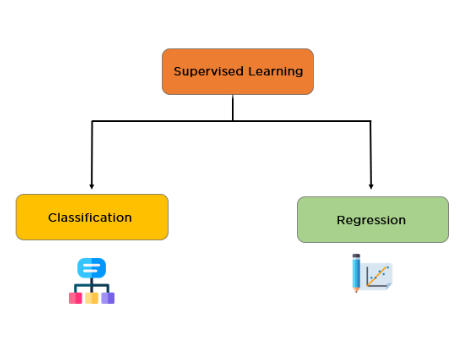 Supervised Learning
Classification
Regression